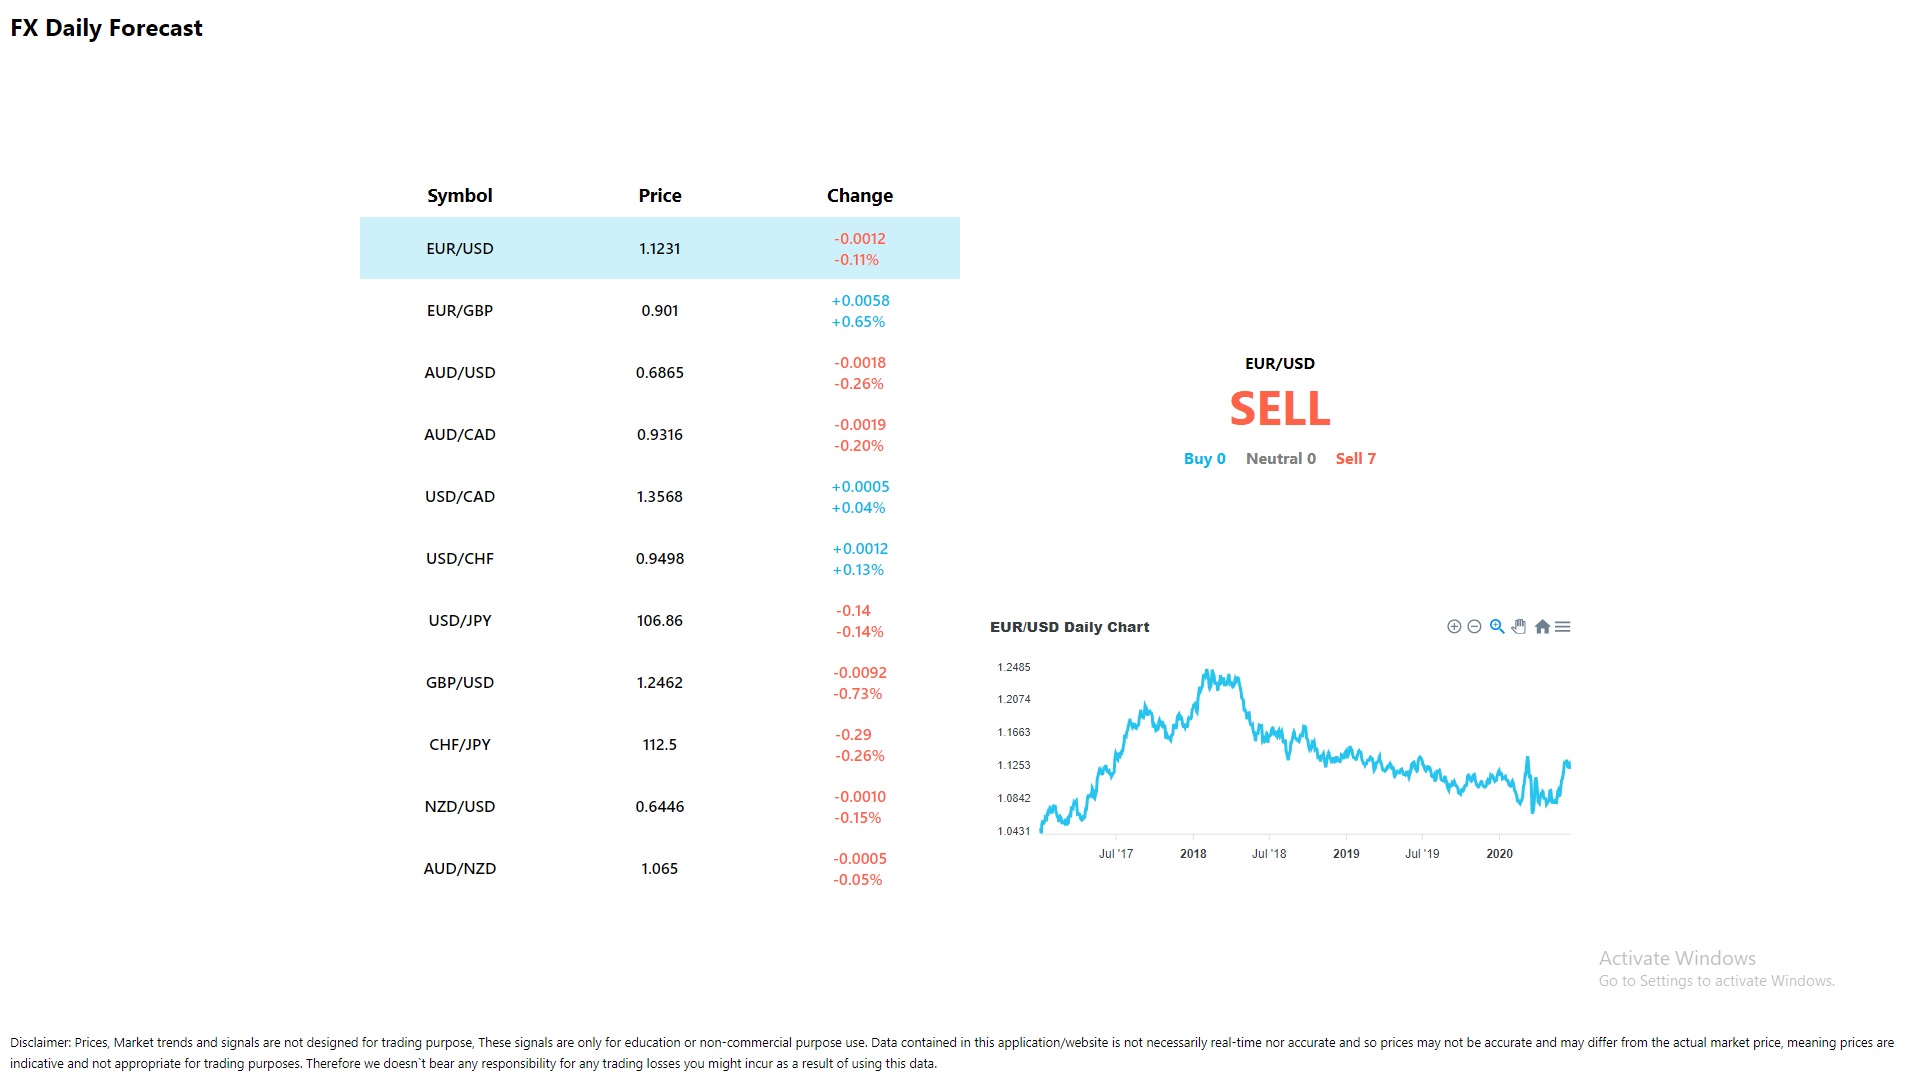 FX Daily Forecast
Symbol Price Change
EUR/USD 1.1231 -0.0012
-0.11%
EUR/GBP 0.901 +0.0058
+0.65%
AUD/USD 0.6865 -0.0018
-0.26%
AUD/CAD 0.9316 -0.0019
-0.20%
USD/CAD 1.3568 +0.0005
+0.04%
USD/CHF 0.9498 +0.0012
+0.13%
USD/JPY 106.86 -0.14
-0.14%
GBP/USD 1.2462 -0.0092
-0.73%
CHF/JPY 112.5 -0.29
-0.26%
NZD/USD 0.6446 -0.0010
-0.15%
AUD/NZD 1.065 -0.0005
-0.05%
EUR/USD
SELL
Buy 0 Neutral 0 Sell 7
EUR/USD Daily Chart
1.2485
1.2074
1.1663
1.1253
1.0842
1.0431
Jul '17 2018 Jul '18 2019 Jul '19 2020
Activate Windows
Go to Settings to activate Windows.
Disclaimer: Prices, Market trends and signals are not designed for trading purpose, These signals are only for education or non-commercial purpose use. Data contained in this application/website is not necessarily real-time nor accurate and so prices may not be accurate and may differ from the actual market price, meaning prices are
indicative and not appropriate for trading purposes. Therefore we doesn`t bear any responsibility for any trading losses you might incur as a result of using this data.